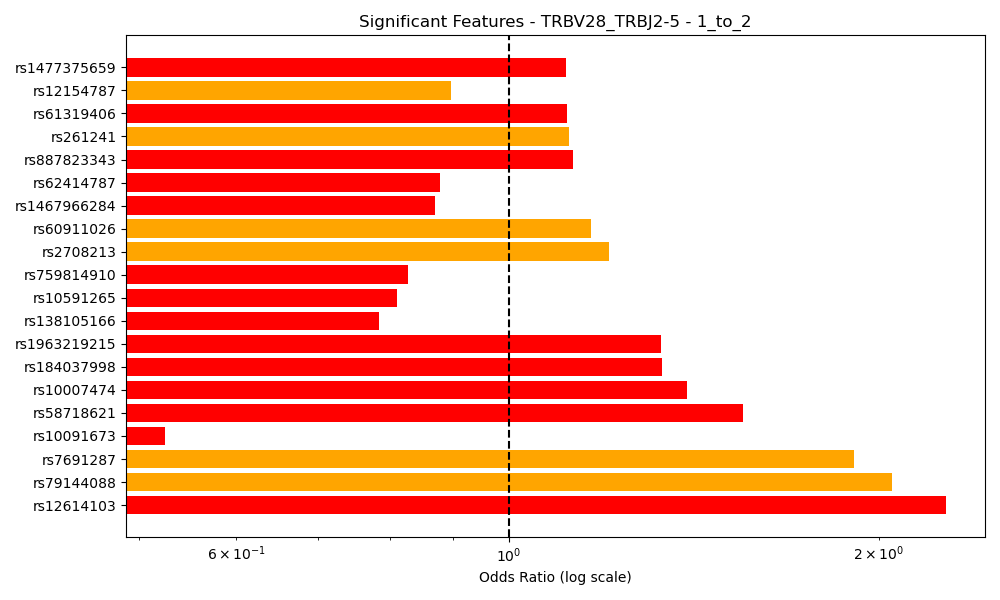 Significant Features - TRBV28_TRBJ2-5 - 1_to_2
rs1477375659
rs12154787
rs61319406
rs261241
rs887823343
rs62414787
rs1467966284
rs60911026
rs2708213
rs759814910
rs10591265
rs138105166
rs1963219215
rs184037998
rs10007474
rs58718621
rs10091673
rs7691287
rs79144088
rs12614103
6 × 10⁻¹ 10⁰ 2 × 10⁰
Odds Ratio (log scale)